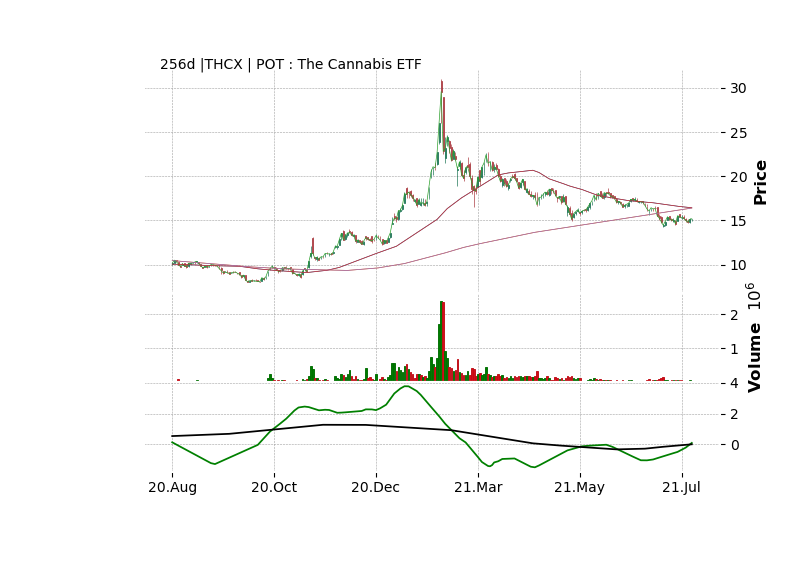 256d |THCX | POT : The Cannabis ETF
30
25
20
15
10
Price
10^6
2
1
Volume
4
2
0
20.Aug 20.Oct 20.Dec 21.Mar 21.May 21.Jul